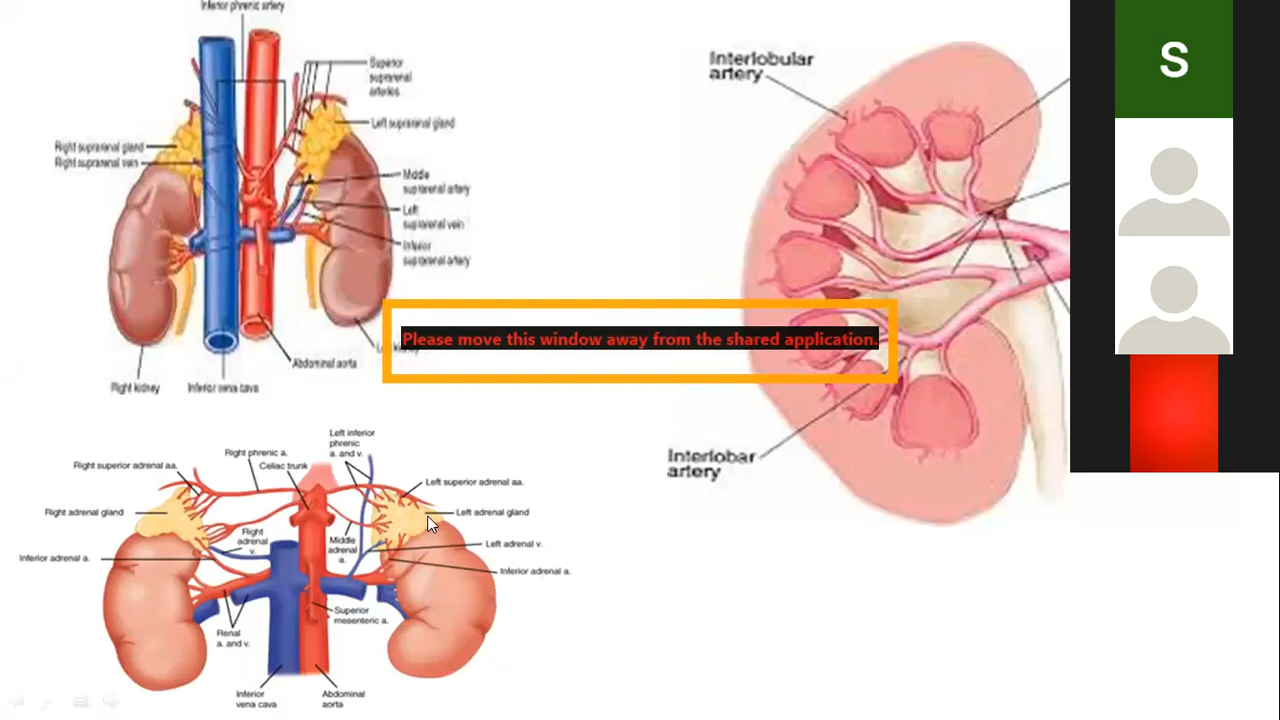 Inferior phrenic artery
Superior
suprarenal
arteries
Left suprarenal gland
Right suprarenal gland
Right suprarenal vein
Middle
suprarenal artery
Left
suprarenal vein
Inferior
suprarenal artery
Abdominal aorta
Right kidney
Inferior vena cava
Interlobular
artery
S
Please move this window away from the shared application.
Interlobar
artery
Left inferior
phrenic
a. and v.
Right phrenic a.
Celiac trunk
Right superior adrenal aa.
Left superior adrenal aa.
Right adrenal gland
Left adrenal gland
Right
adrenal
v.
Middle
adrenal
a.
Left adrenal v.
Inferior adrenal a.
Inferior adrenal a.
Superior
mesenteric a.
Renal
a. and v.
Inferior
vena cava
Abdominal
aorta